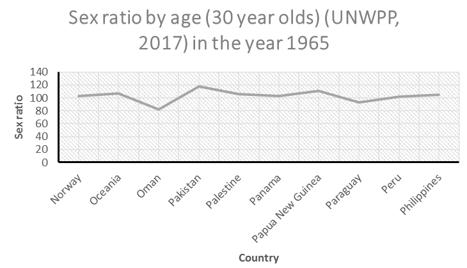 Sex ratio by age (30 year olds) (UNWPP,
2017) in the year 1965
140
120
100
80
60
40
20
0
Sex ratio
Norway
Oceania
Oman
Pakistan
Palestine
Panama
Papua New Guinea
Paraguay
Peru
Philippines
Country